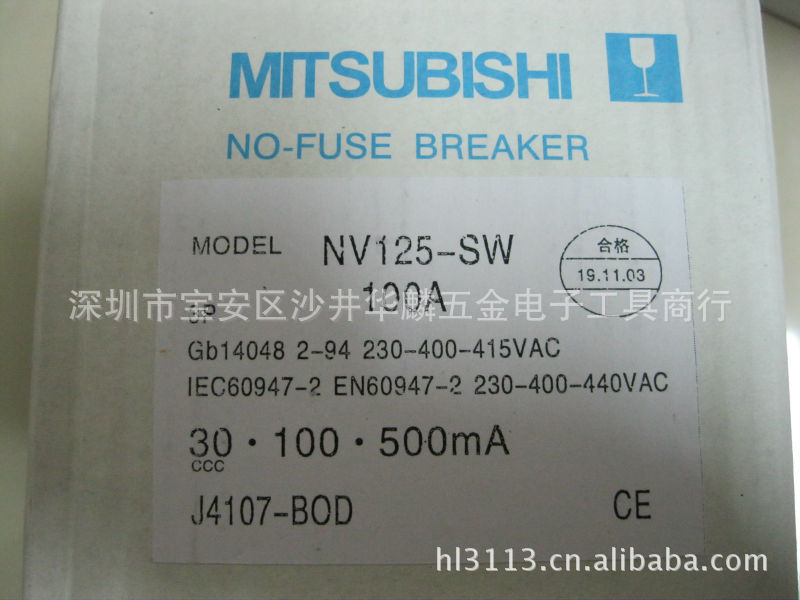 MITSUBISHI
NO-FUSE BREAKER
MODEL NV125-SW
合格
19.11.03
100A
3P
深圳市宝安区沙井华麟五金电子工具商行
Gb14048 2-94 230-400-415VAC
IEC60947-2 EN60947-2 230-400-440VAC
30·100·500mA
CCC
J4107-BOD CE
hl3113.cn.alibaba.com